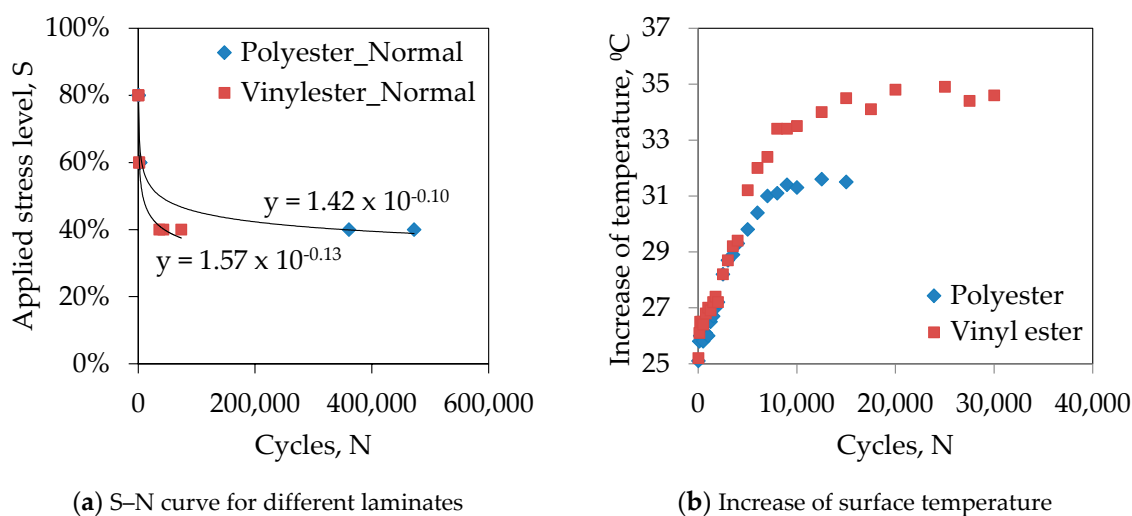 100%
80%
60%
40%
20%
0%
Applied stress level, S
Polyester_Normal
Vinylester_Normal
y = 1.42 x 10^-0.10
y = 1.57 x 10^-0.13
0
200,000
400,000
600,000
Cycles, N
(a) S–N curve for different laminates
37
35
33
31
29
27
25
Increase of temperature, ⁰C
Polyester
Vinyl ester
0
10,000
20,000
30,000
40,000
Cycles, N
(b) Increase of surface temperature